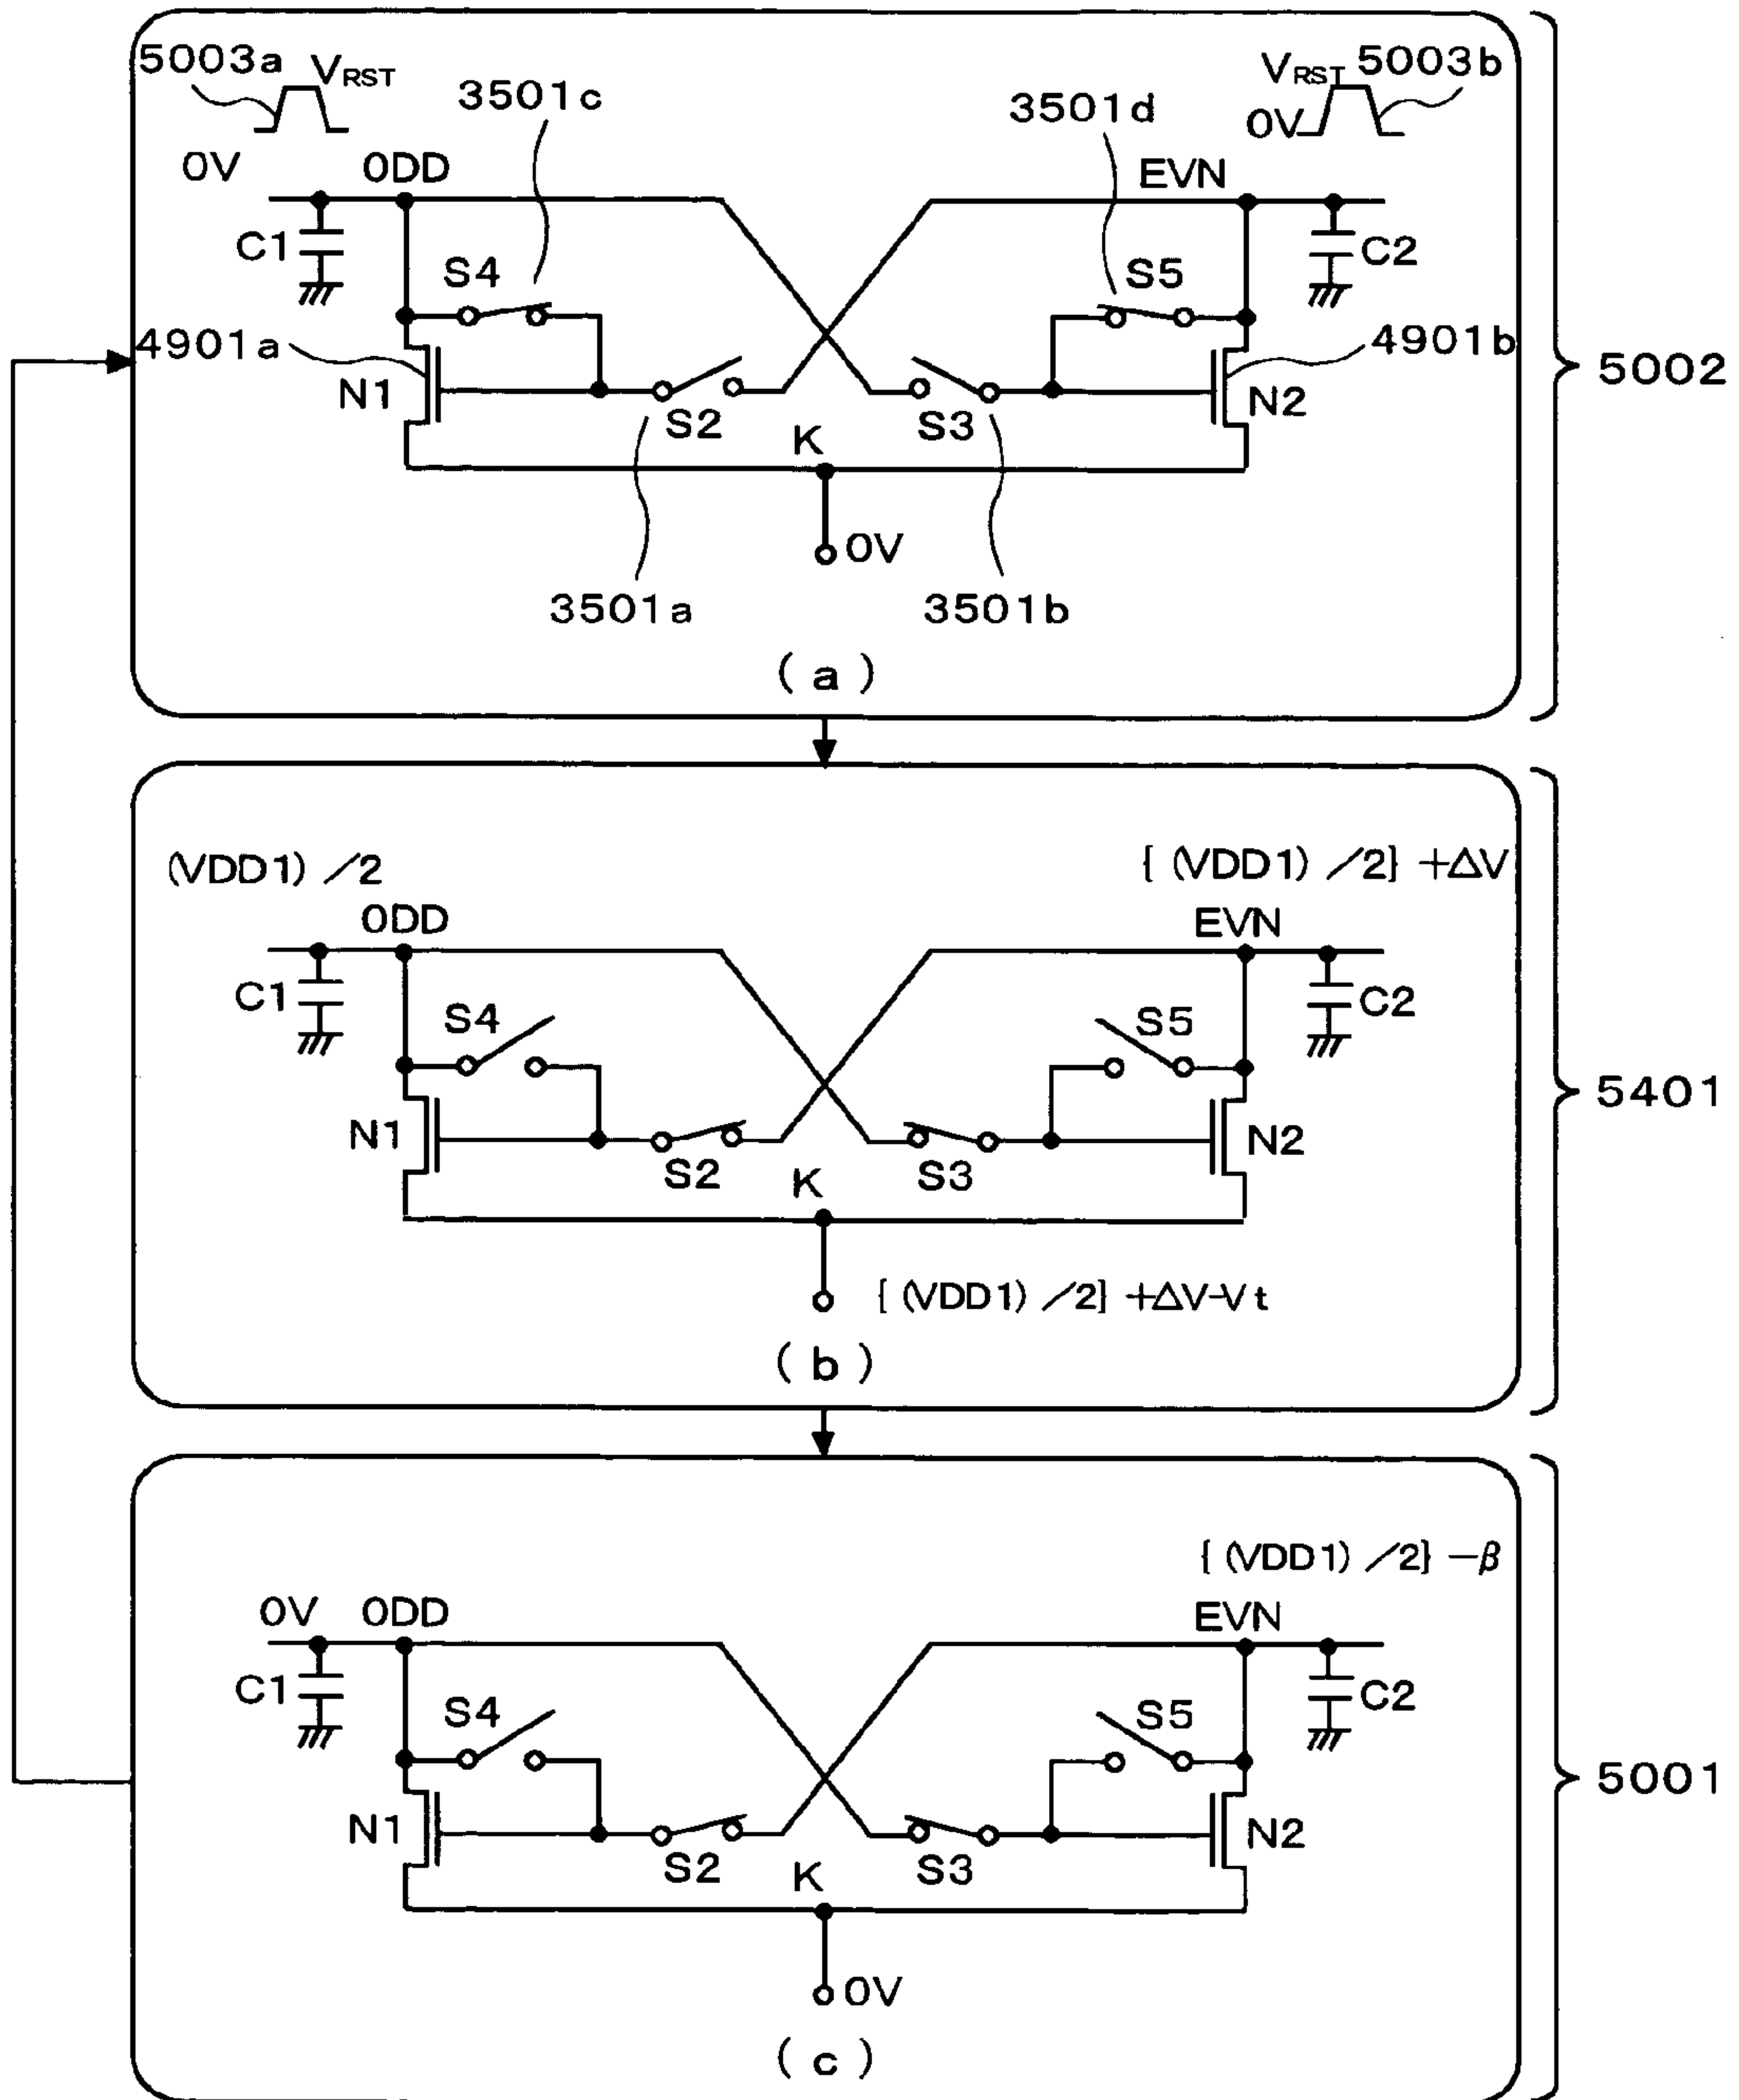 5003a VRST
VRST 5003b
3501c
3501d
0V
0V
ODD
EVN
C1
C2
S4
S5
4901a
4901b
5002
N1
N2
S2
S3
K
0V
3501a
3501b
( a )
(VDD1) /2
{ (VDD1) /2} +ΔV
ODD
EVN
C1
C2
S4
S5
5401
N1
N2
S2
S3
K
{ (VDD1) /2} +ΔV-Vt
( b )
{ (VDD1) /2} -β
0V ODD
EVN
C1
C2
S4
S5
5001
N1
N2
S2
S3
K
0V
( c )